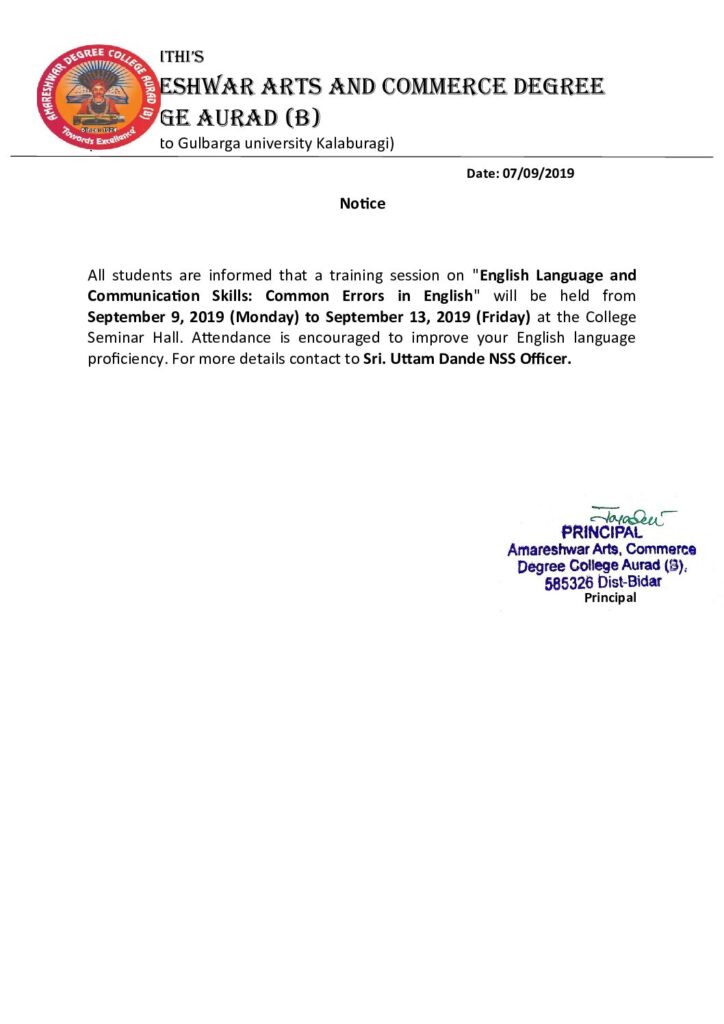 AMARESHWAR DEGREE COLLEGE AURAD (B)
"Towards Excellence"
ITHI'S
ESHWAR ARTS AND COMMERCE DEGREE
GE AURAD (B)
to Gulbarga university Kalaburagi)
Date: 07/09/2019
Notice
All students are informed that a training session on "English Language and
Communication Skills: Common Errors in English" will be held from
September 9, 2019 (Monday) to September 13, 2019 (Friday) at the College
Seminar Hall. Attendance is encouraged to improve your English language
proficiency. For more details contact to Sri. Uttam Dande NSS Officer.
PRINCIPAL
Amareshwar Arts, Commerce
Degree College Aurad (B),
585326 Dist-Bidar
Principal